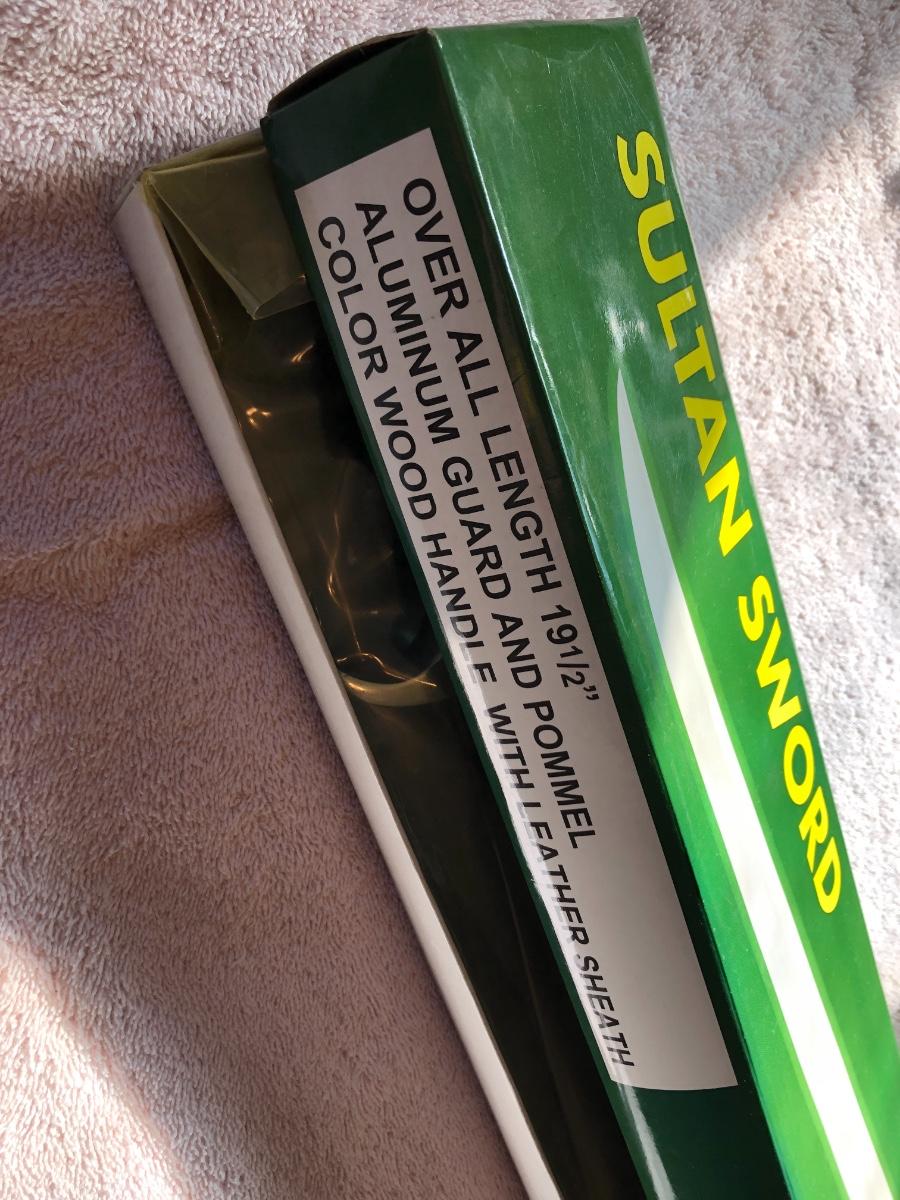 SULTAN SWORD
OVER ALL LENGTH 191/2”
ALUMINUM GUARD AND POMMEL
COLOR WOOD HANDLE WITH LEATHER SHEATH